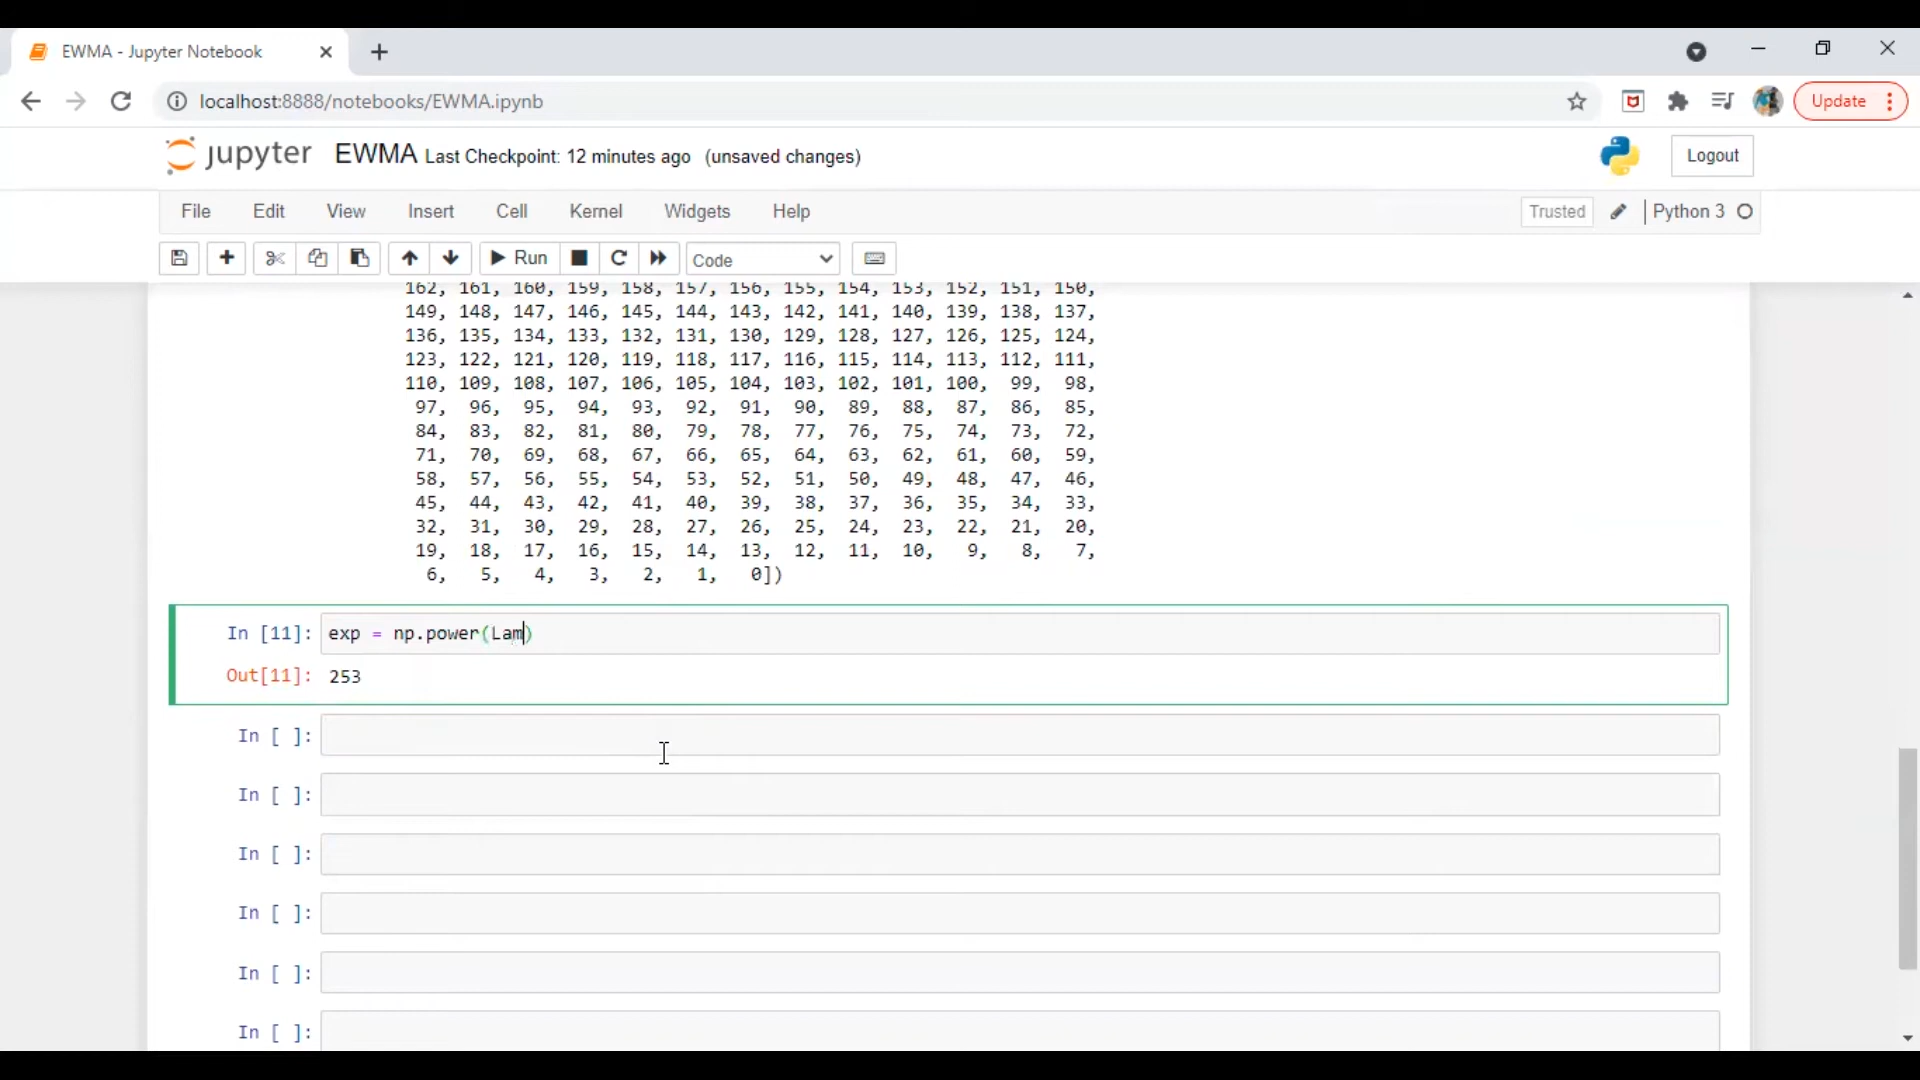 EWMA - Jupyter Notebook
localhost:8888/notebooks/EWMA.ipynb
Update
jupyter EWMA Last Checkpoint: 12 minutes ago (unsaved changes)
Logout
File Edit View Insert Cell Kernel Widgets Help Trusted Python 3
Run Code
162, 161, 160, 159, 158, 157, 156, 155, 154, 153, 152, 151, 150,
149, 148, 147, 146, 145, 144, 143, 142, 141, 140, 139, 138, 137,
136, 135, 134, 133, 132, 131, 130, 129, 128, 127, 126, 125, 124,
123, 122, 121, 120, 119, 118, 117, 116, 115, 114, 113, 112, 111,
110, 109, 108, 107, 106, 105, 104, 103, 102, 101, 100, 99, 98,
97, 96, 95, 94, 93, 92, 91, 90, 89, 88, 87, 86, 85,
84, 83, 82, 81, 80, 79, 78, 77, 76, 75, 74, 73, 72,
71, 70, 69, 68, 67, 66, 65, 64, 63, 62, 61, 60, 59,
58, 57, 56, 55, 54, 53, 52, 51, 50, 49, 48, 47, 46,
45, 44, 43, 42, 41, 40, 39, 38, 37, 36, 35, 34, 33,
32, 31, 30, 29, 28, 27, 26, 25, 24, 23, 22, 21, 20,
19, 18, 17, 16, 15, 14, 13, 12, 11, 10, 9, 8, 7,
6, 5, 4, 3, 2, 1, 0])
In [11]: exp = np.power(Lam)
Out[11]: 253
In [ ]:
In [ ]:
In [ ]:
In [ ]:
In [ ]:
In [ ]: